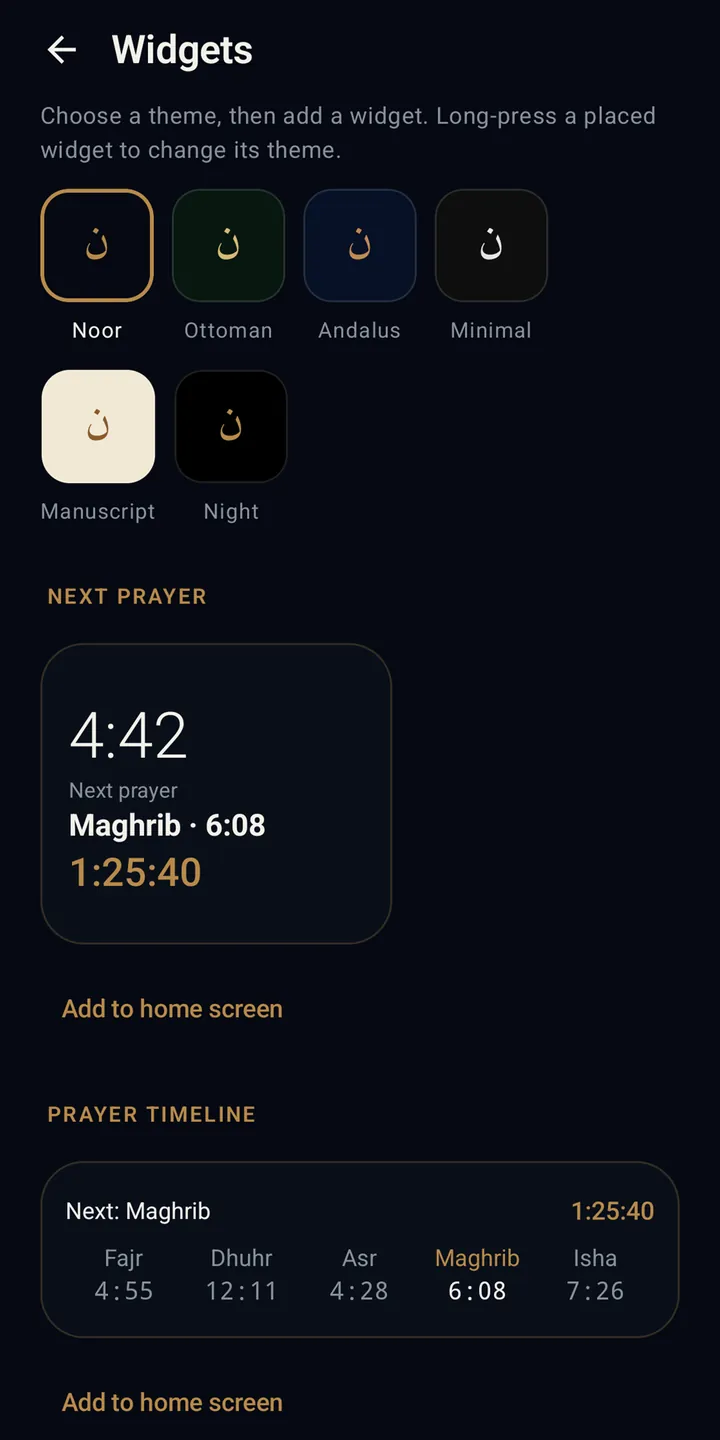 Widgets
Choose a theme, then add a widget. Long-press a placed
widget to change its theme.
ن ن ن ن
Noor Ottoman Andalus Minimal
ن ن
Manuscript Night
NEXT PRAYER
4:42
Next prayer
Maghrib · 6:08
1:25:40
Add to home screen
PRAYER TIMELINE
Next: Maghrib 1:25:40
Fajr Dhuhr Asr Maghrib Isha
4:55 12:11 4:28 6:08 7:26
Add to home screen